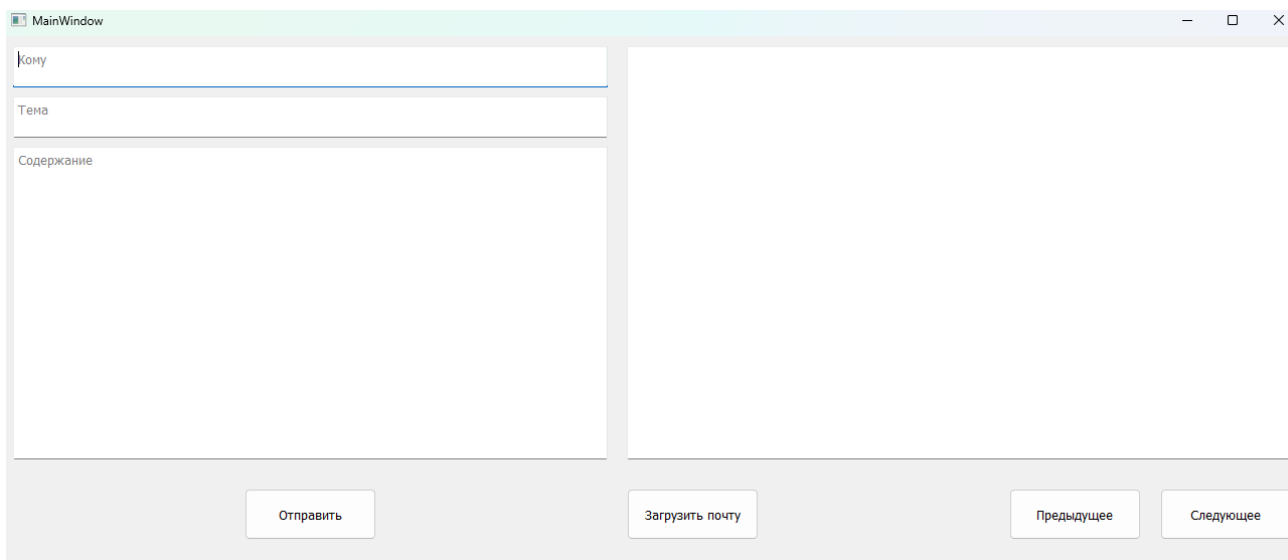 MainWindow
Кому
Тема
Содержание
Отправить
Загрузить почту
Предыдущее
Следующее